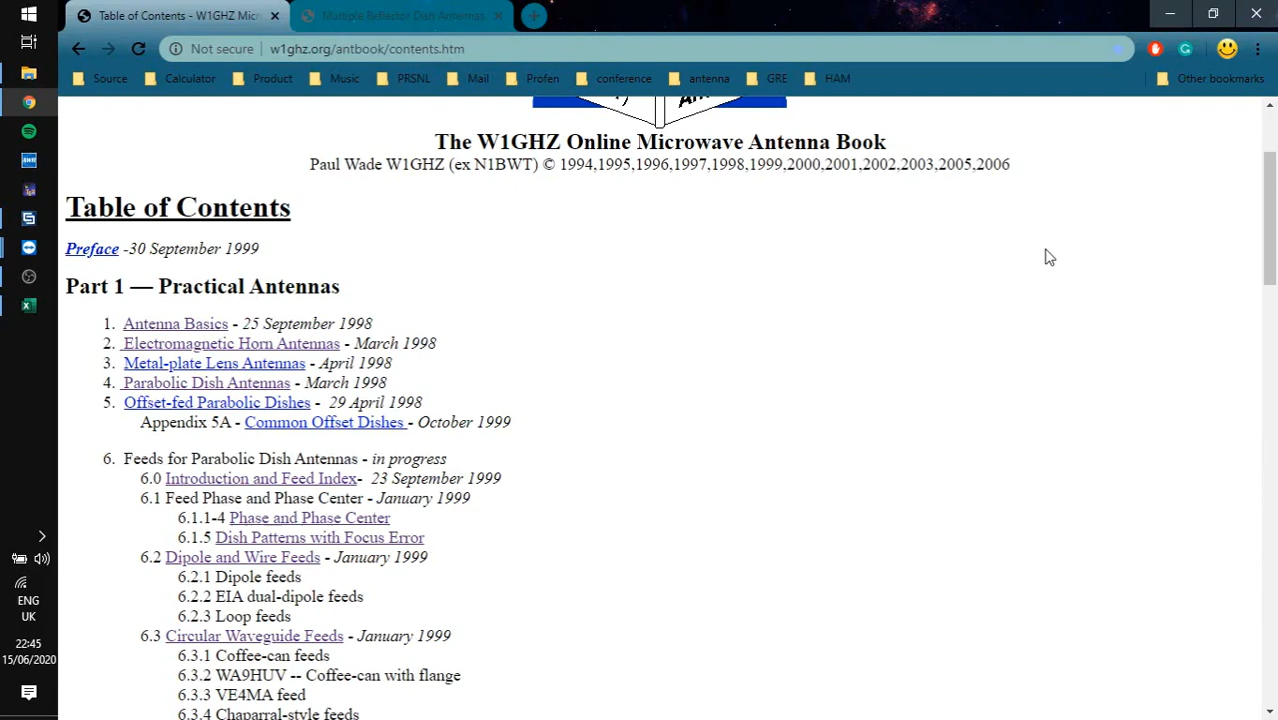 Table of Contents - W1GHZ Micr
Multiple Reflector Dish Antennas
Not secure
w1ghz.org/antbook/contents.htm
Source
Calculator
Product
Music
PRSNL
Mail
Profen
conference
antenna
GRE
HAM
Other bookmarks
The W1GHZ Online Microwave Antenna Book
Paul Wade W1GHZ (ex N1BWT) © 1994,1995,1996,1997,1998,1999,2000,2001,2002,2003,2005,2006
Table of Contents
Preface -30 September 1999
Part 1 — Practical Antennas
1. Antenna Basics - 25 September 1998
2. Electromagnetic Horn Antennas - March 1998
3. Metal-plate Lens Antennas - April 1998
4. Parabolic Dish Antennas - March 1998
5. Offset-fed Parabolic Dishes - 29 April 1998
Appendix 5A - Common Offset Dishes - October 1999
6. Feeds for Parabolic Dish Antennas - in progress
6.0 Introduction and Feed Index- 23 September 1999
6.1 Feed Phase and Phase Center - January 1999
6.1.1-4 Phase and Phase Center
6.1.5 Dish Patterns with Focus Error
6.2 Dipole and Wire Feeds - January 1999
6.2.1 Dipole feeds
6.2.2 EIA dual-dipole feeds
6.2.3 Loop feeds
6.3 Circular Waveguide Feeds - January 1999
6.3.1 Coffee-can feeds
6.3.2 WA9HUV -- Coffee-can with flange
6.3.3 VE4MA feed
6.3.4 Chaparral-style feeds
ENG
UK
22:45
15/06/2020